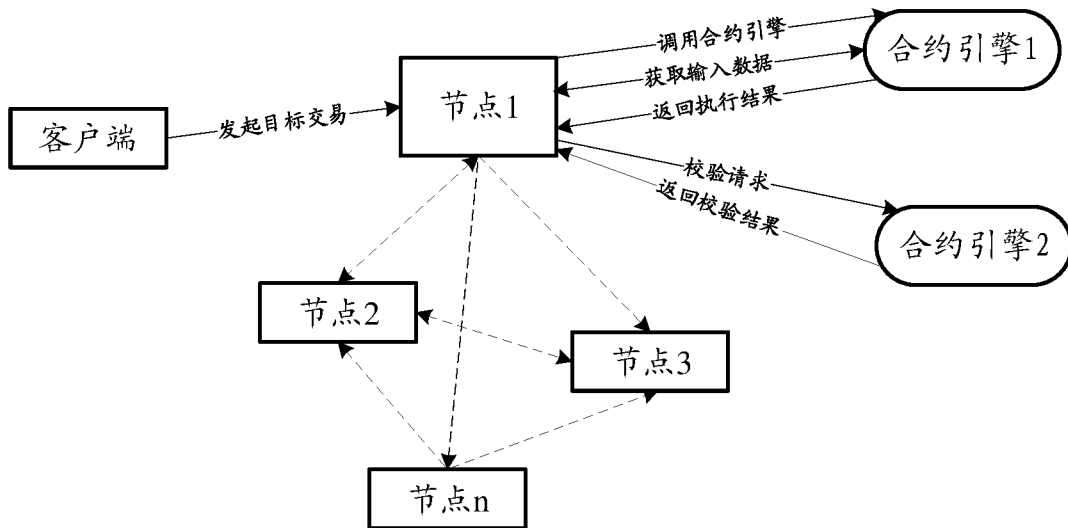 调用合约引擎
合约引擎1
获取输入数据
节点1
返回执行结果
发起目标交易
客户端
校验请求
返回校验结果
合约引擎2
节点2
节点3
节点n